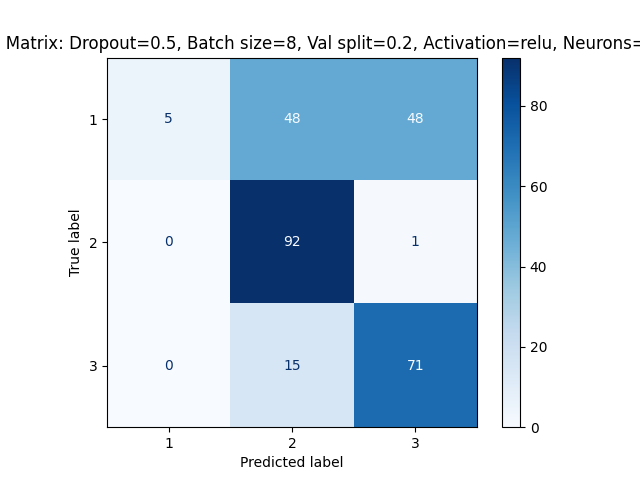 Matrix: Dropout=0.5, Batch size=8, Val split=0.2, Activation=relu, Neurons=
1 5 48 48
2 0 92 1
3 0 15 71
1 2 3
Predicted label
True label
80
60
40
20
0